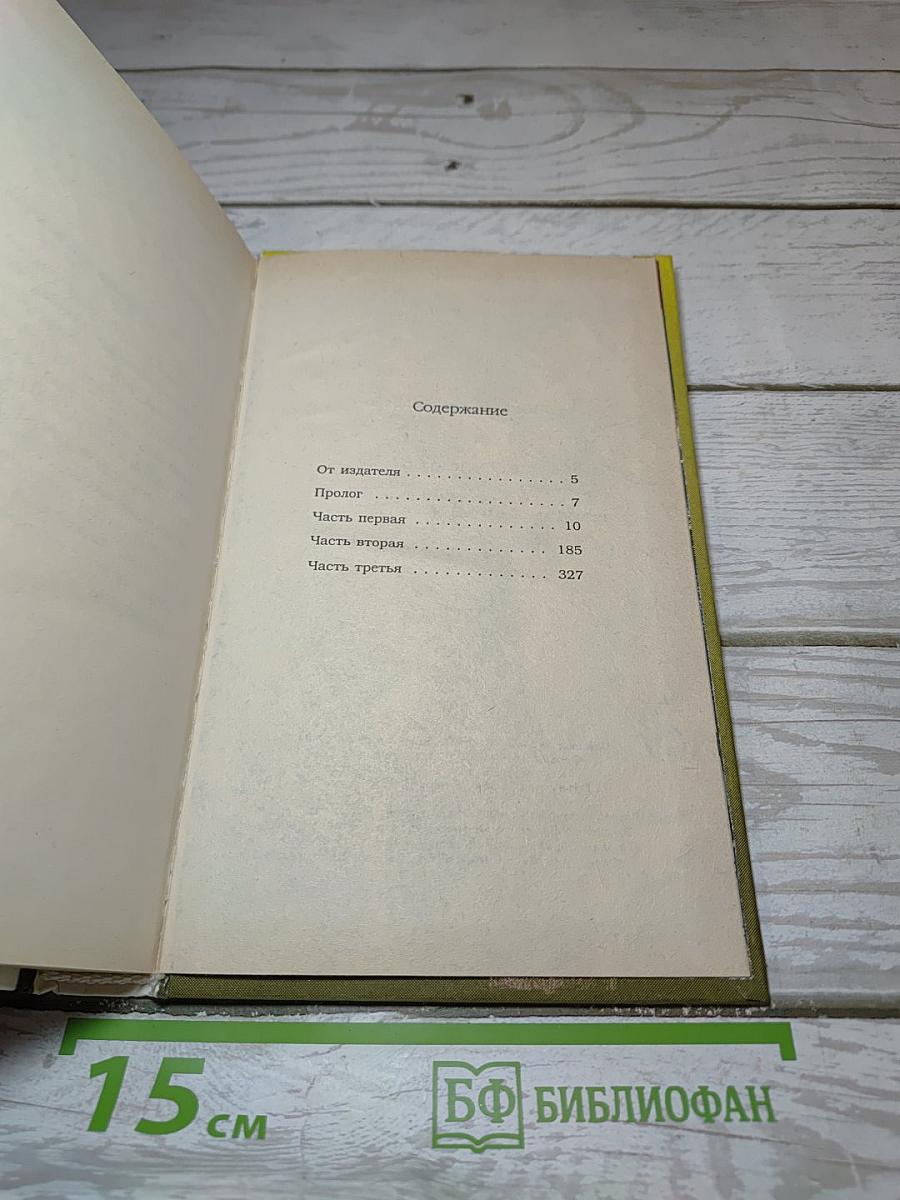 Содержание
От издателя . . . . . . . . . . . . . . . . 5
Пролог . . . . . . . . . . . . . . . . . . . 7
Часть первая . . . . . . . . . . . . . . 10
Часть вторая . . . . . . . . . . . . . 185
Часть третья . . . . . . . . . . . . . 327
15 см
БФ БИБЛИОФАН